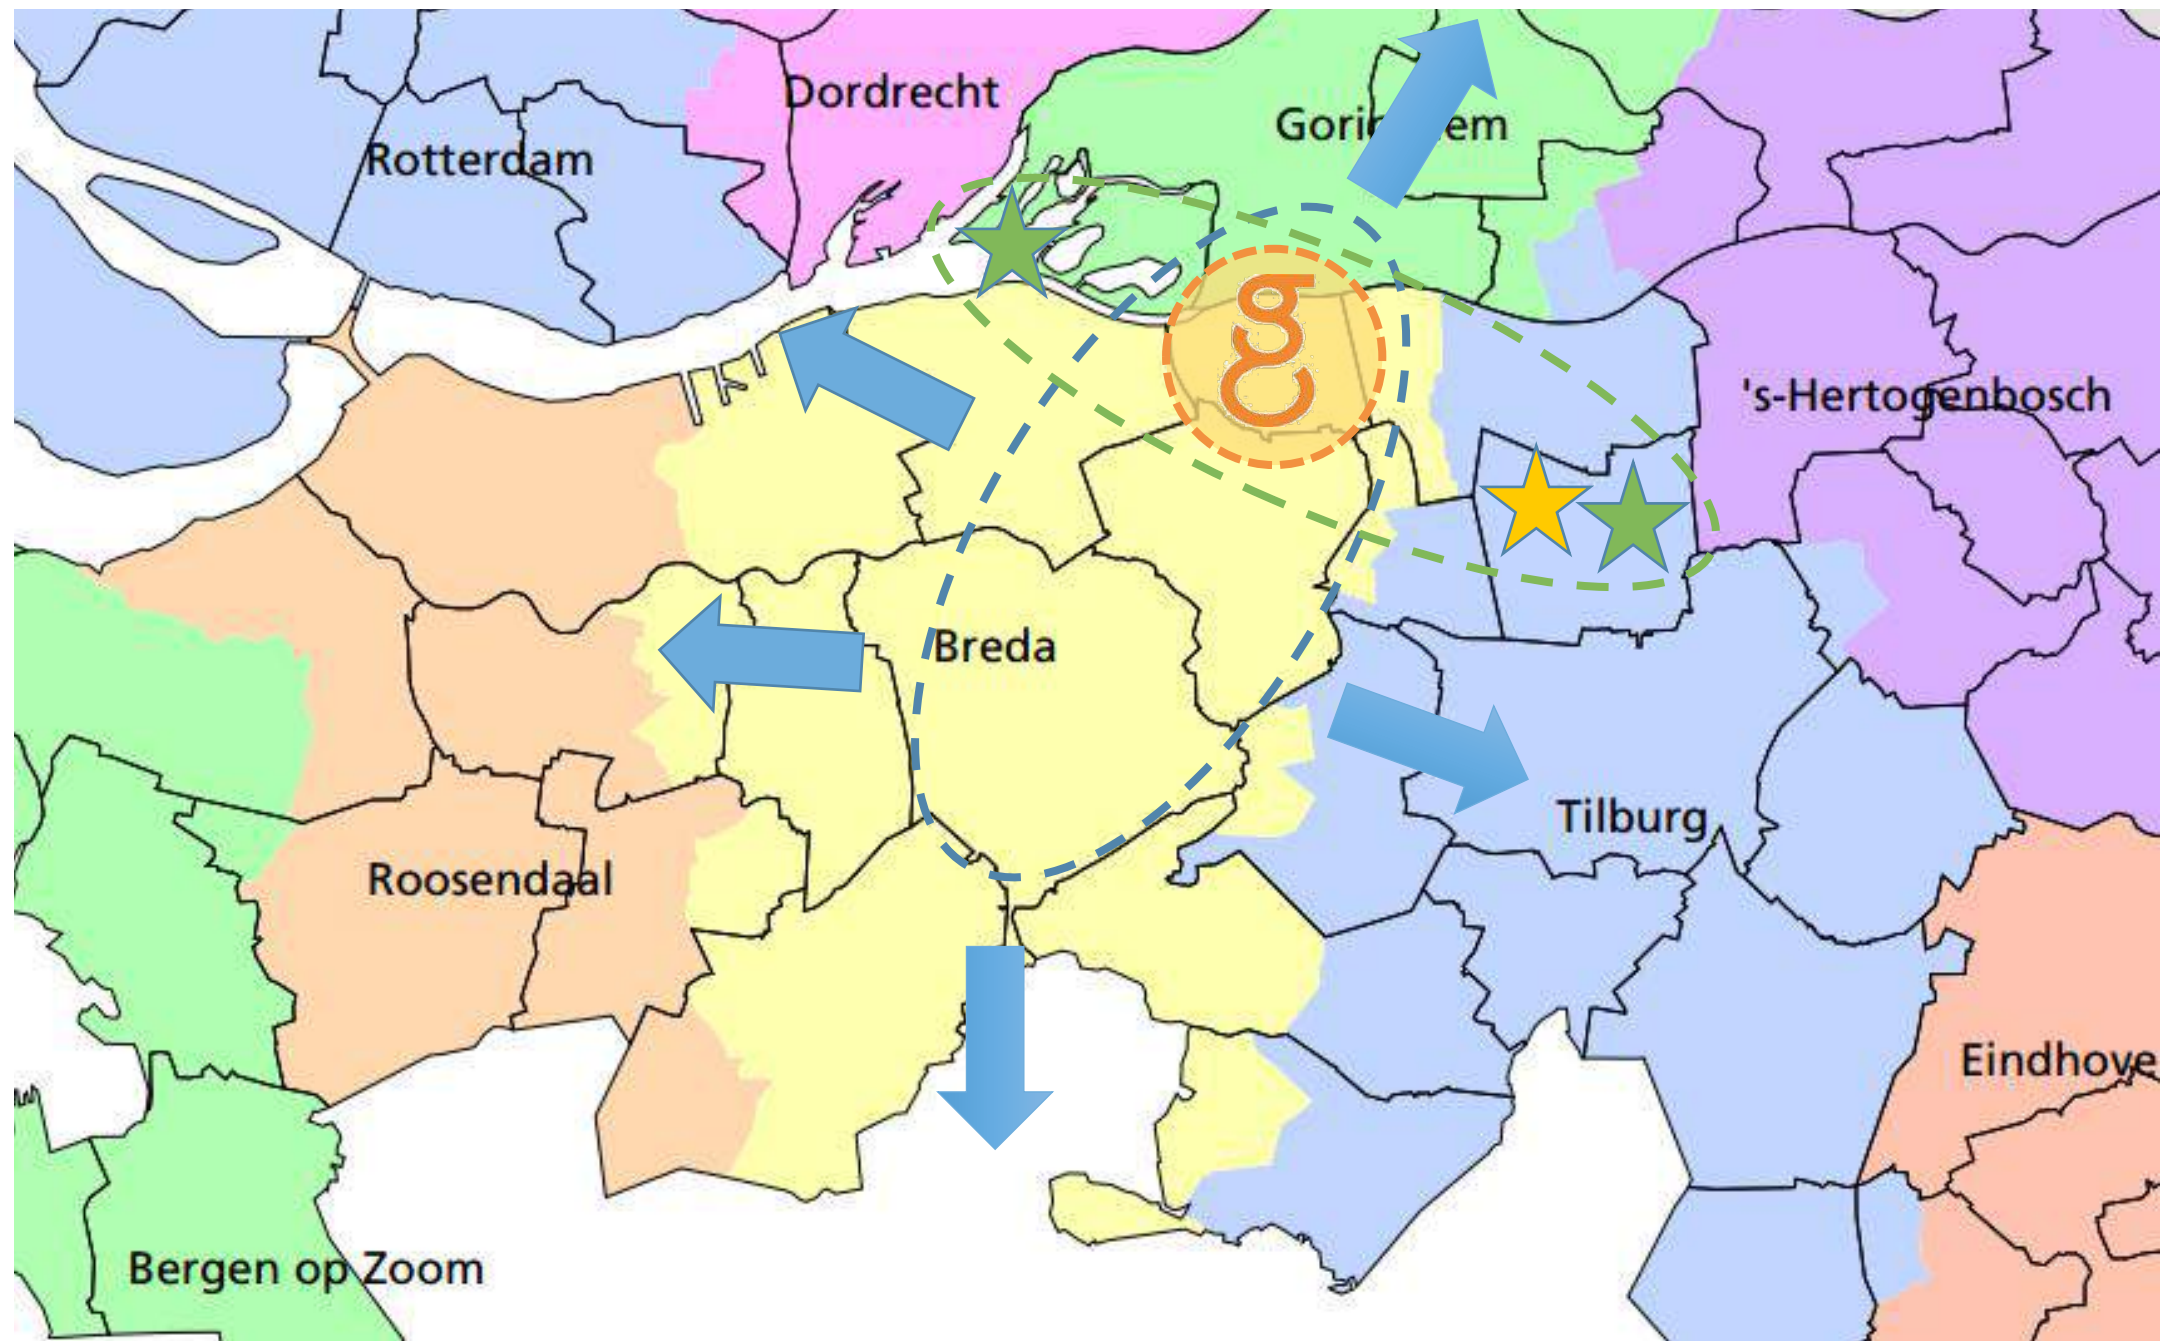 Dordrecht
Gori em
Rotterdam
g
's-Hertogenbosch
Breda
Tilburg
Roosendaal
Eindhove
Bergen op Zoom